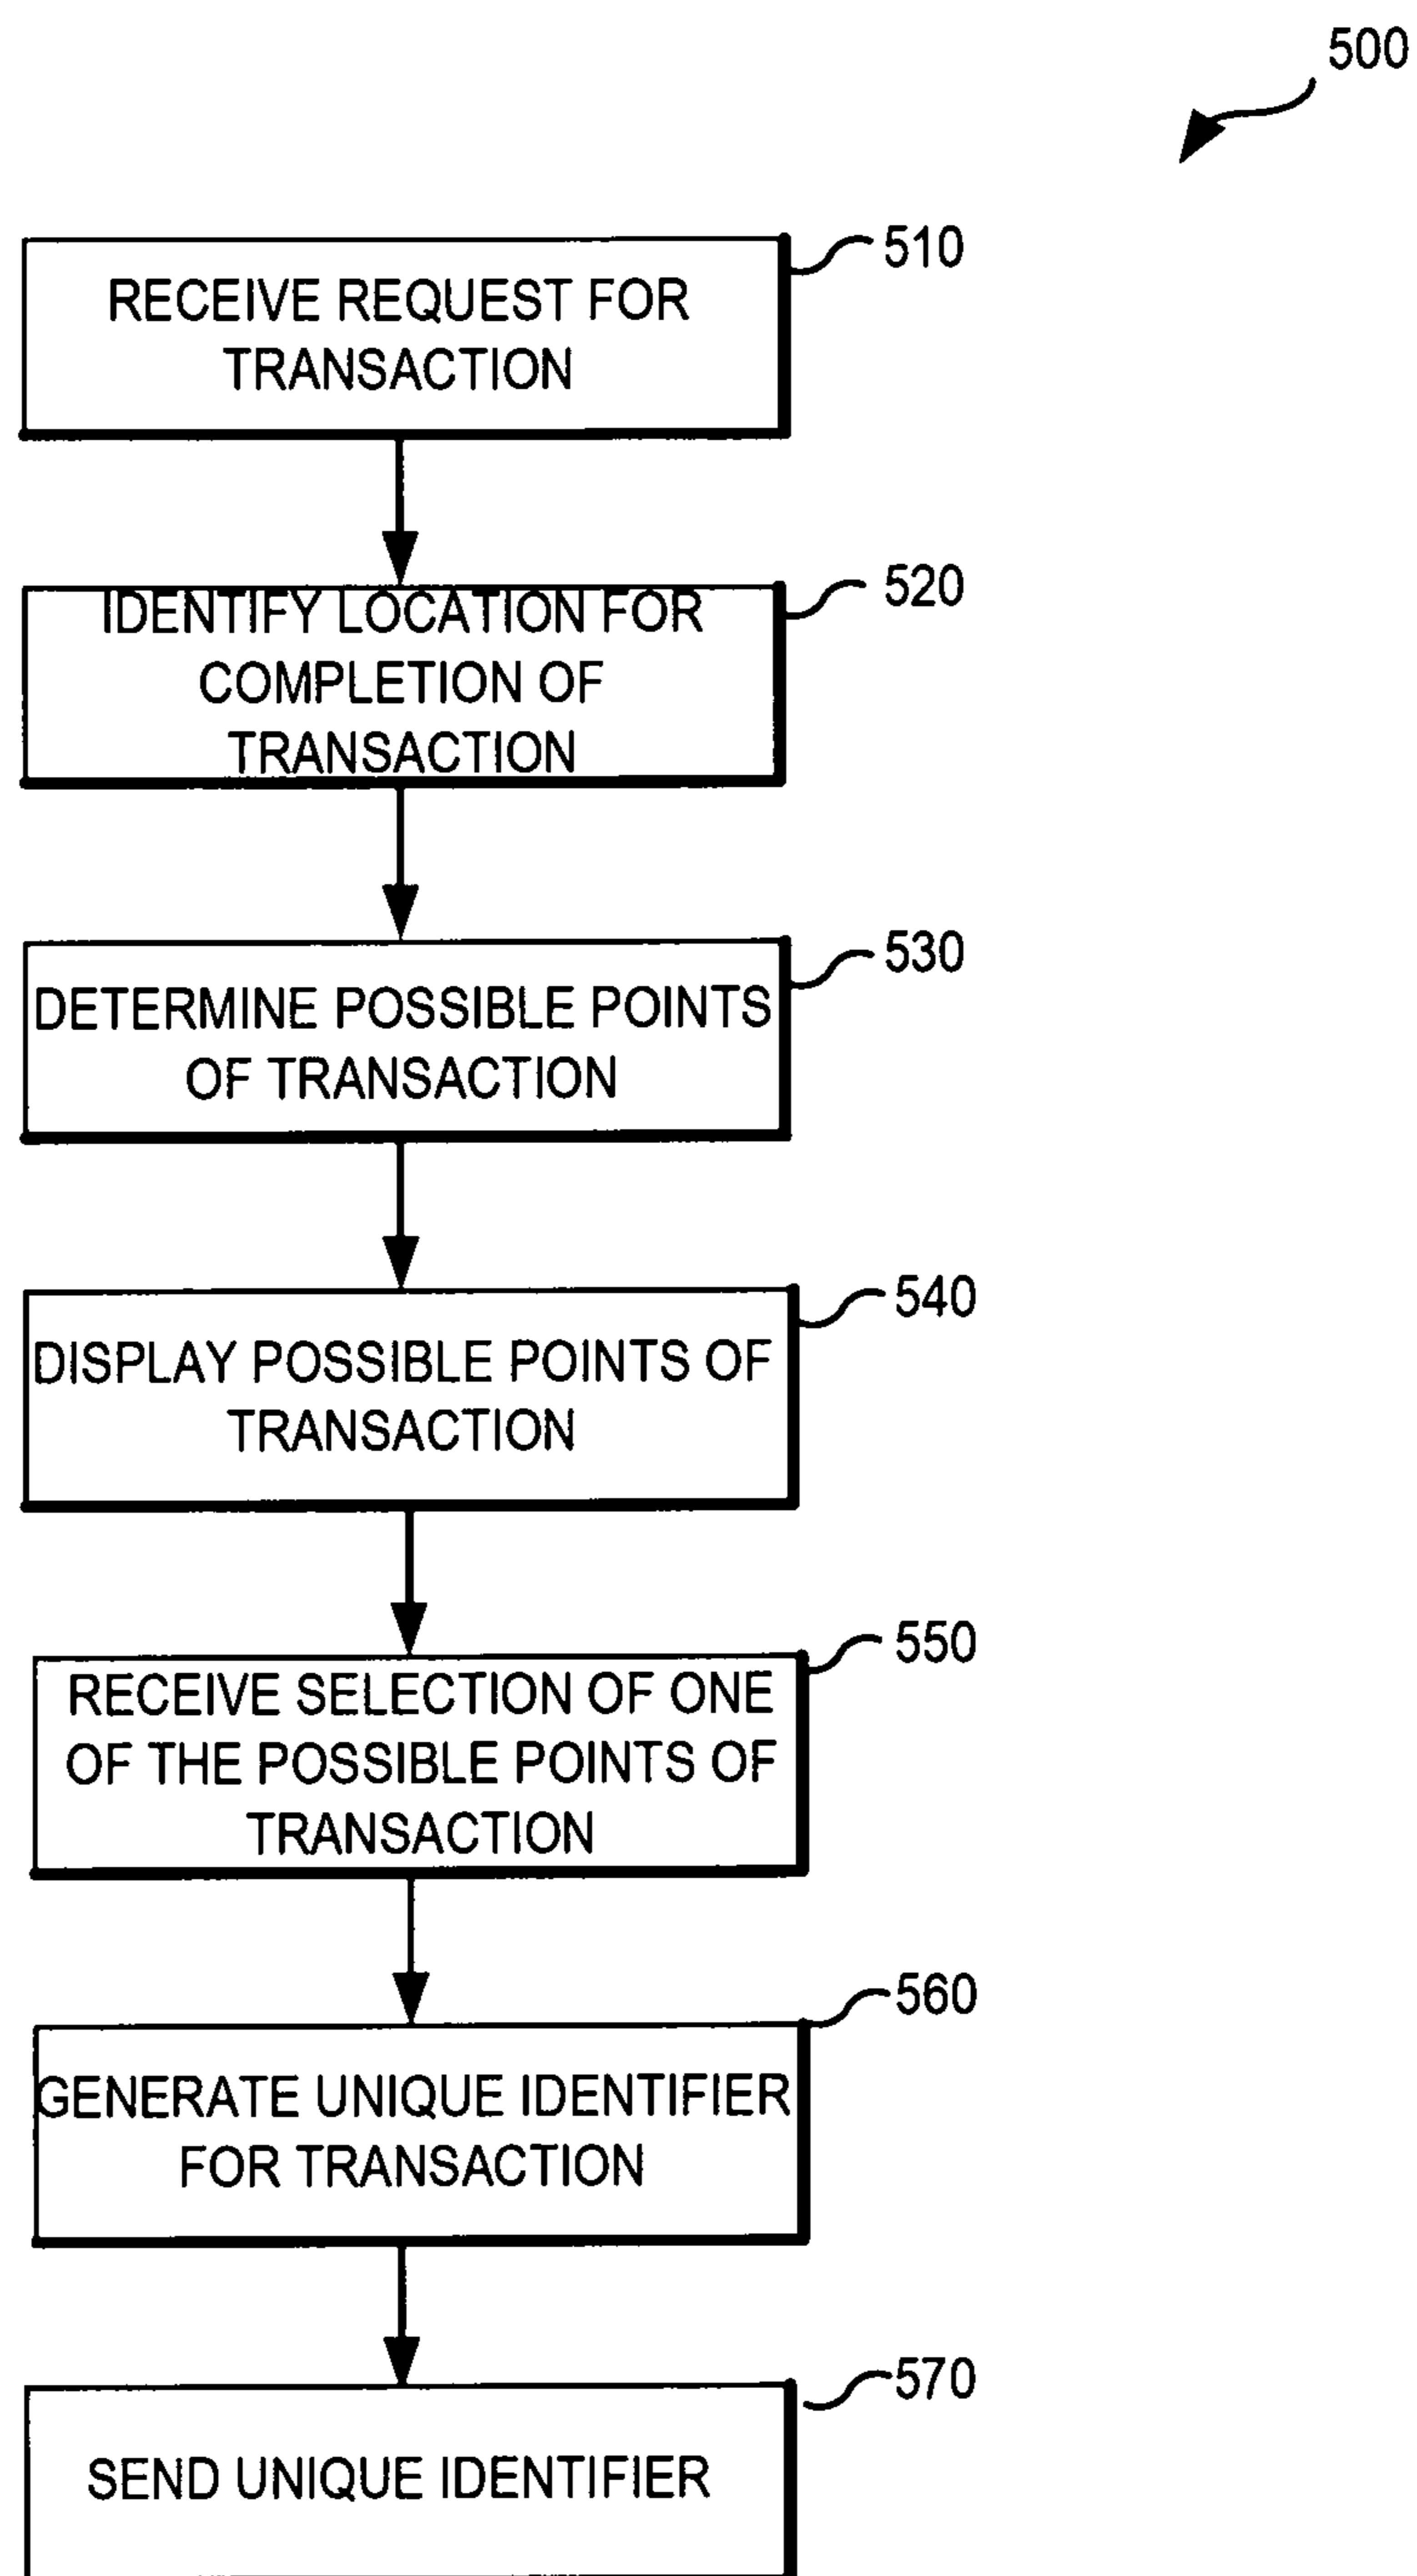 500
510
RECEIVE REQUEST FOR
TRANSACTION
520
IDENTIFY LOCATION FOR
COMPLETION OF
TRANSACTION
530
DETERMINE POSSIBLE POINTS
OF TRANSACTION
540
DISPLAY POSSIBLE POINTS OF
TRANSACTION
550
RECEIVE SELECTION OF ONE
OF THE POSSIBLE POINTS OF
TRANSACTION
560
GENERATE UNIQUE IDENTIFIER
FOR TRANSACTION
570
SEND UNIQUE IDENTIFIER